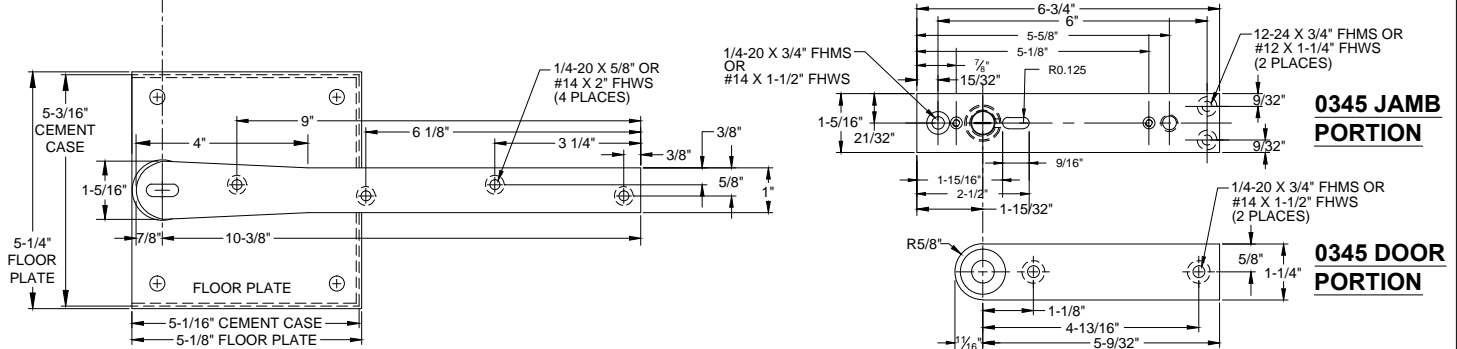 5-3/16"
CEMENT
CASE
5-1/4"
FLOOR
PLATE
1-5/16"
4"
9"
6 1/8"
1/4-20 X 5/8" OR
#14 X 2" FHWS
(4 PLACES)
3 1/4"
3/8"
3/8"
5/8"
1"
7/8"
10-3/8"
FLOOR PLATE
5-1/16" CEMENT CASE
5-1/8" FLOOR PLATE
6-3/4"
6"
5-5/8"
5-1/8"
1/4-20 X 3/4" FHMS
OR
#14 X 1-1/2" FHWS
⅞"
15/32"
R0.125
12-24 X 3/4" FHMS OR
#12 X 1-1/4" FHWS
(2 PLACES)
1-5/16"
21/32"
9/32"
9/32"
0345 JAMB
PORTION
9/16"
1-15/16"
2-1/2"
1-15/32"
1/4-20 X 3/4" FHMS OR
#14 X 1-1/2" FHWS
(2 PLACES)
R5/8"
5/8"
1-1/4"
0345 DOOR
PORTION
1-1/8"
4-13/16"
11/16"
5-9/32"